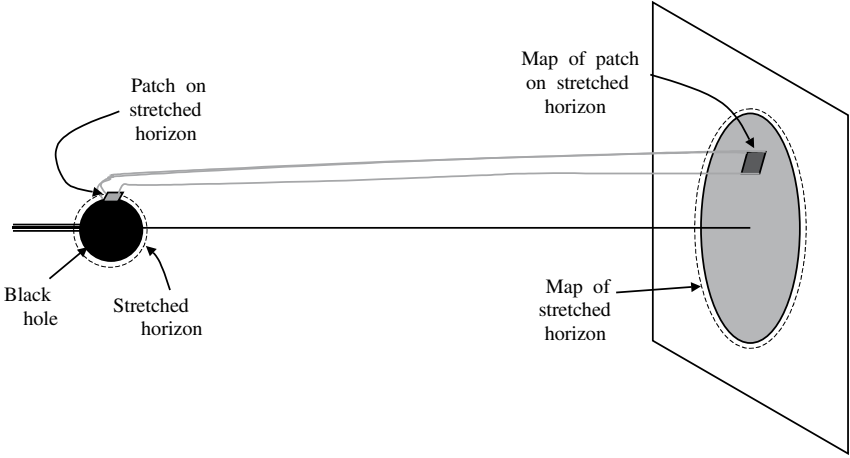 Patch on
stretched
horizon
Map of patch
on stretched
horizon
Black
hole
Stretched
horizon
Map of
stretched
horizon